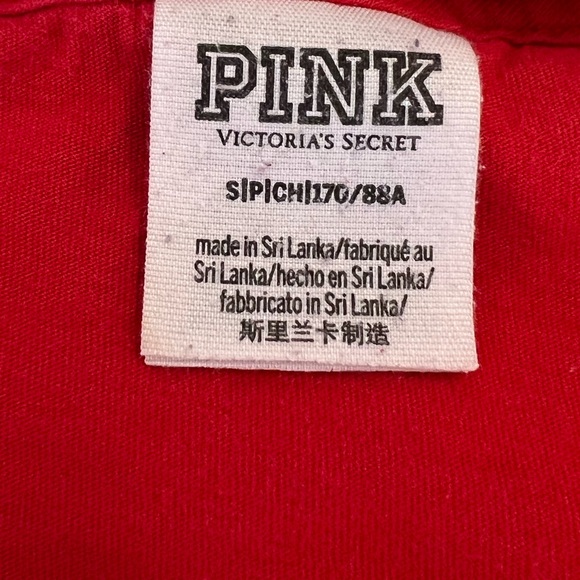 PINK
VICTORIA'S SECRET
S|P|CH|170/88A
made in Sri Lanka/fabriqué au
Sri Lanka/hecho en Sri Lanka/
fabbricato in Sri Lanka/
斯里兰卡制造